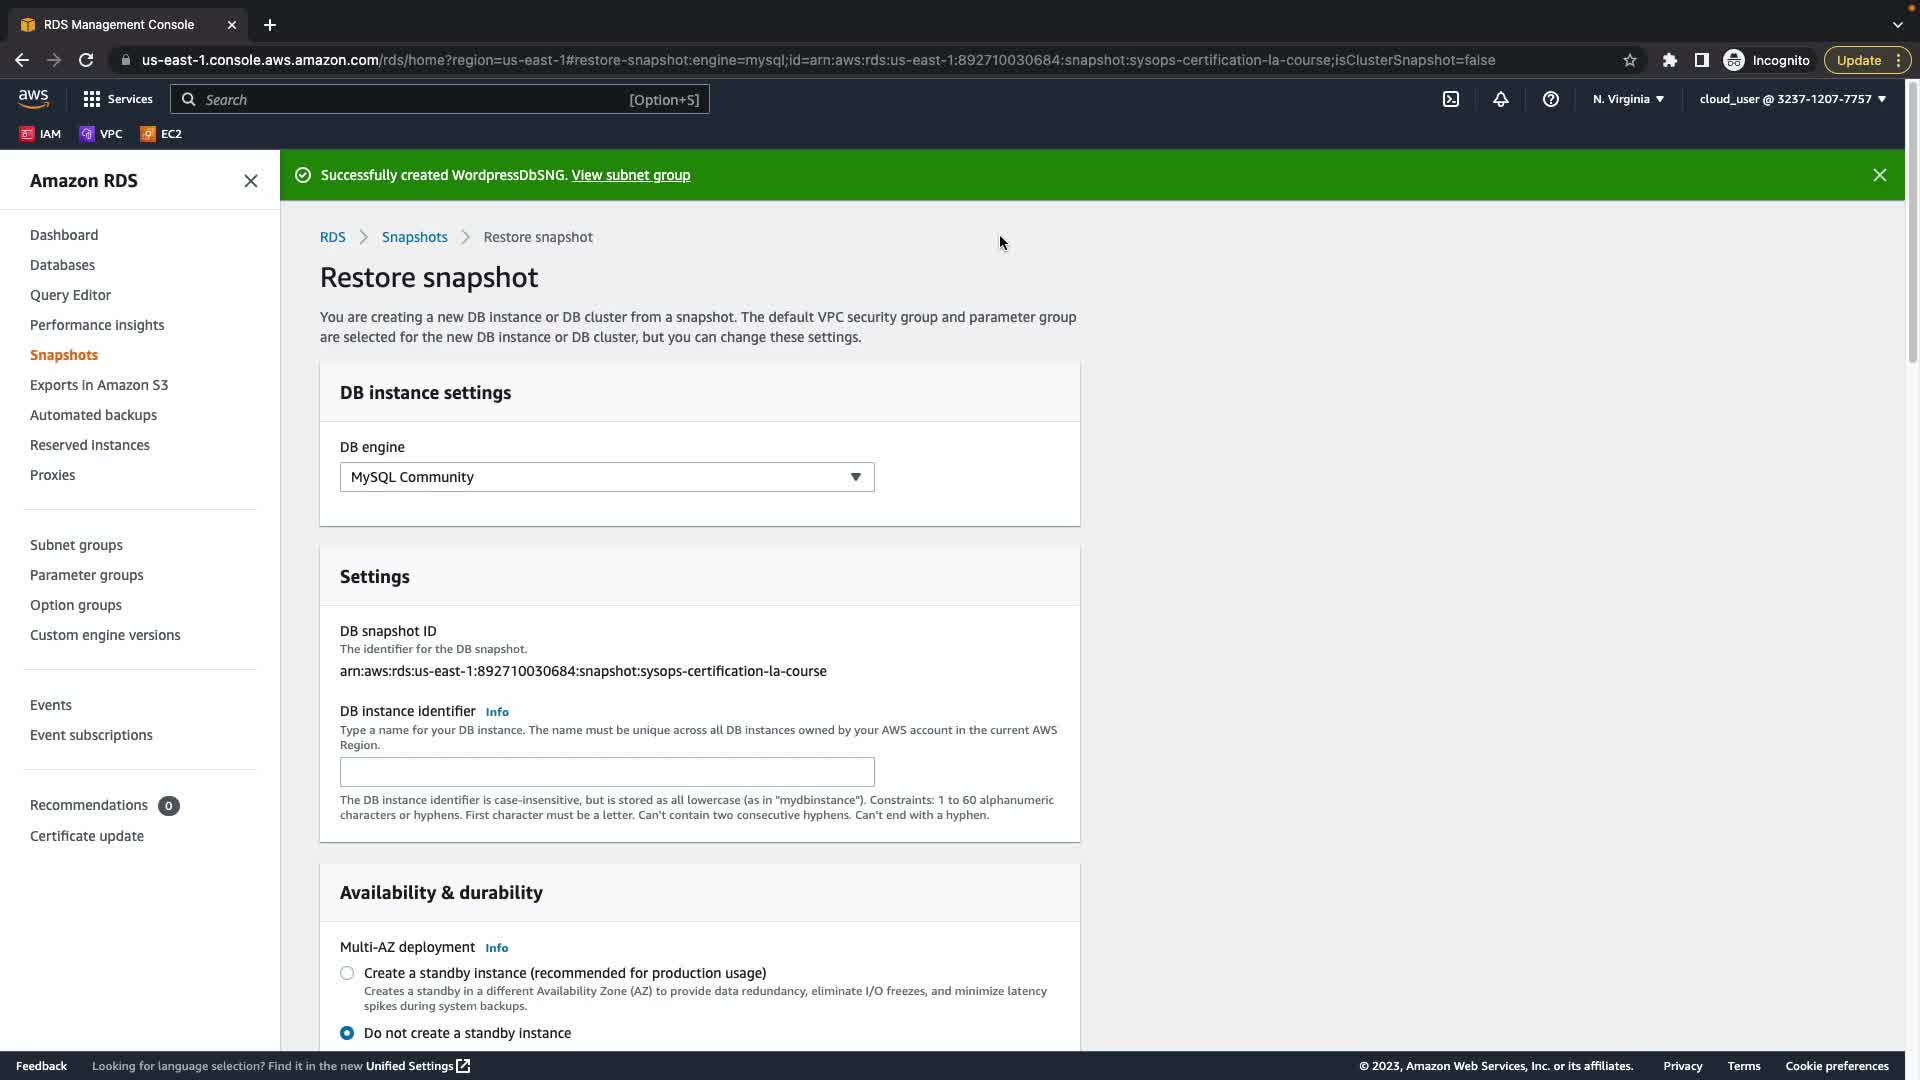 RDS Management Console
us-east-1.console.aws.amazon.com/rds/home?region=us-east-1#restore-snapshot:engine=mysql;id=arn:aws:rds:us-east-1:892710030684:snapshot:sysops-certification-la-course;isClusterSnapshot=false
Incognito
Update
aws
Services
Search
[Option+S]
N. Virginia
cloud_user @ 3237-1207-7757
IAM
VPC
EC2
Amazon RDS
Dashboard
Databases
Query Editor
Performance insights
Snapshots
Exports in Amazon S3
Automated backups
Reserved instances
Proxies
Subnet groups
Parameter groups
Option groups
Custom engine versions
Events
Event subscriptions
Recommendations 0
Certificate update
Successfully created WordpressDbSNG. View subnet group
RDS
Snapshots
Restore snapshot
Restore snapshot
You are creating a new DB instance or DB cluster from a snapshot. The default VPC security group and parameter group
are selected for the new DB instance or DB cluster, but you can change these settings.
DB instance settings
DB engine
MySQL Community
Settings
DB snapshot ID
The identifier for the DB snapshot.
arn:aws:rds:us-east-1:892710030684:snapshot:sysops-certification-la-course
DB instance identifier Info
Type a name for your DB instance. The name must be unique across all DB instances owned by your AWS account in the current AWS
Region.
The DB instance identifier is case-insensitive, but is stored as all lowercase (as in "mydbinstance"). Constraints: 1 to 60 alphanumeric
characters or hyphens. First character must be a letter. Can't contain two consecutive hyphens. Can't end with a hyphen.
Availability & durability
Multi-AZ deployment Info
Create a standby instance (recommended for production usage)
Creates a standby in a different Availability Zone (AZ) to provide data redundancy, eliminate I/O freezes, and minimize latency
spikes during system backups.
Do not create a standby instance
Feedback
Looking for language selection? Find it in the new Unified Settings
© 2023, Amazon Web Services, Inc. or its affiliates.
Privacy
Terms
Cookie preferences